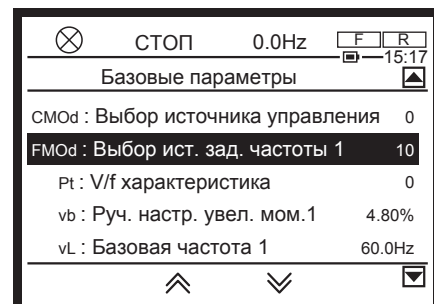 СТОП 0.0Hz F R
15:17
Базовые параметры
CMOd : Выбор источника управления 0
FMOd : Выбор ист. зад. частоты 1 10
Pt : V/f характеристика 0
vb : Руч. настр. увел. мом.1 4.80%
vL : Базовая частота 1 60.0Hz